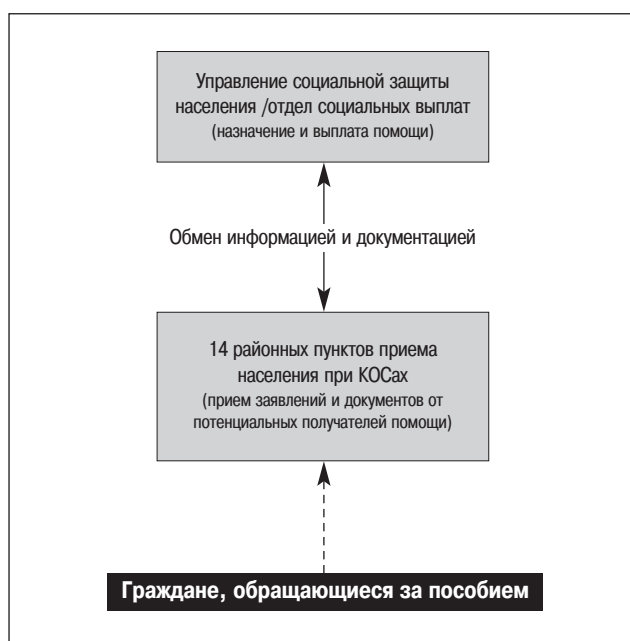 Управление социальной защиты
населения /отдел социальных выплат
(назначение и выплата помощи)
Обмен информацией и документацией
14 районных пунктов приема
населения при КОСах
(прием заявлений и документов от
потенциальных получателей помощи)
Граждане, обращающиеся за пособием